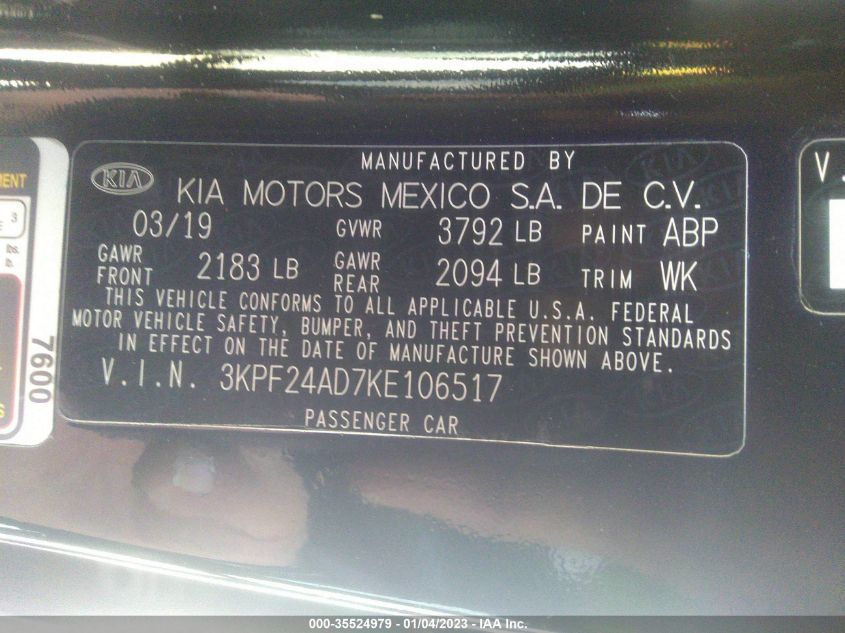 MANUFACTURED BY
KIA KIA MOTORS MEXICO S.A. DE C.V.
03/19 GVWR 3792 LB PAINT ABP
GAWR FRONT 2183 LB GAWR REAR 2094 LB TRIM WK
THIS VEHICLE CONFORMS TO ALL APPLICABLE U.S.A. FEDERAL
MOTOR VEHICLE SAFETY, BUMPER, AND THEFT PREVENTION STANDARDS
IN EFFECT ON THE DATE OF MANUFACTURE SHOWN ABOVE.
V.I.N. 3KPF24AD7KE106517
PASSENGER CAR
3
lbs.
lb.
7600
V.
000-35524979 - 01/04/2023 - IAA Inc.